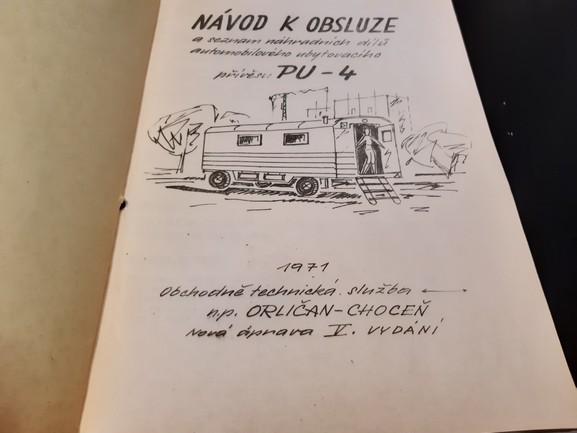 NÁVOD K OBSLUZE
a seznam náhradních dílů
automobilového ubytovacího
přívěsu PU-4
1971
Obchodně technická služba
n.p. ORLIČAN-CHOCEŇ
Nová úprava V. VYDÁNÍ